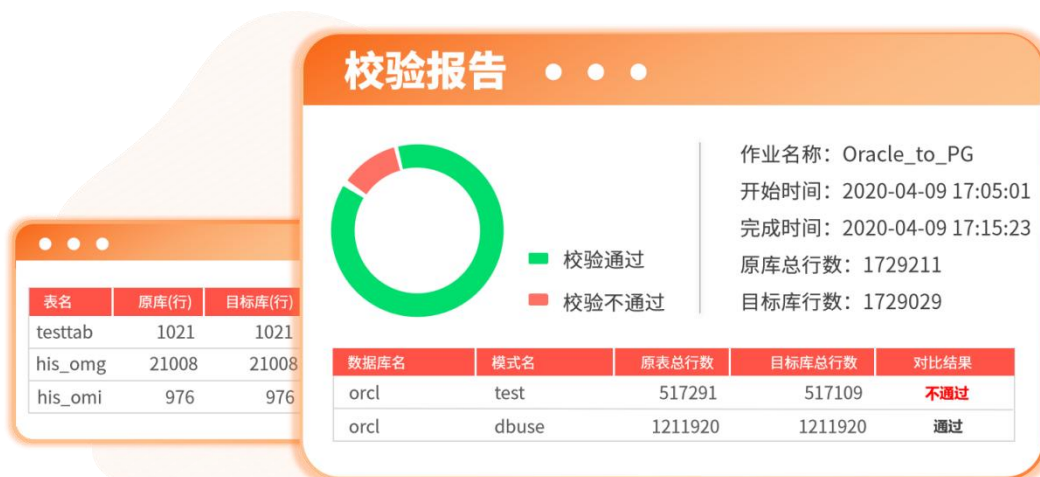 校验报告
作业名称：Oracle_to_PG
开始时间：2020-04-09 17:05:01
完成时间：2020-04-09 17:15:23
原库总行数：1729211
目标库行数：1729029
校验通过
校验不通过
数据库名 模式名 原表总行数 目标库总行数 对比结果
orcl test 517291 517109 不通过
orcl dbuse 1211920 1211920 通过
表名 原库(行) 目标库(行)
testtab 1021 1021
his_omg 21008 21008
his_omi 976 976